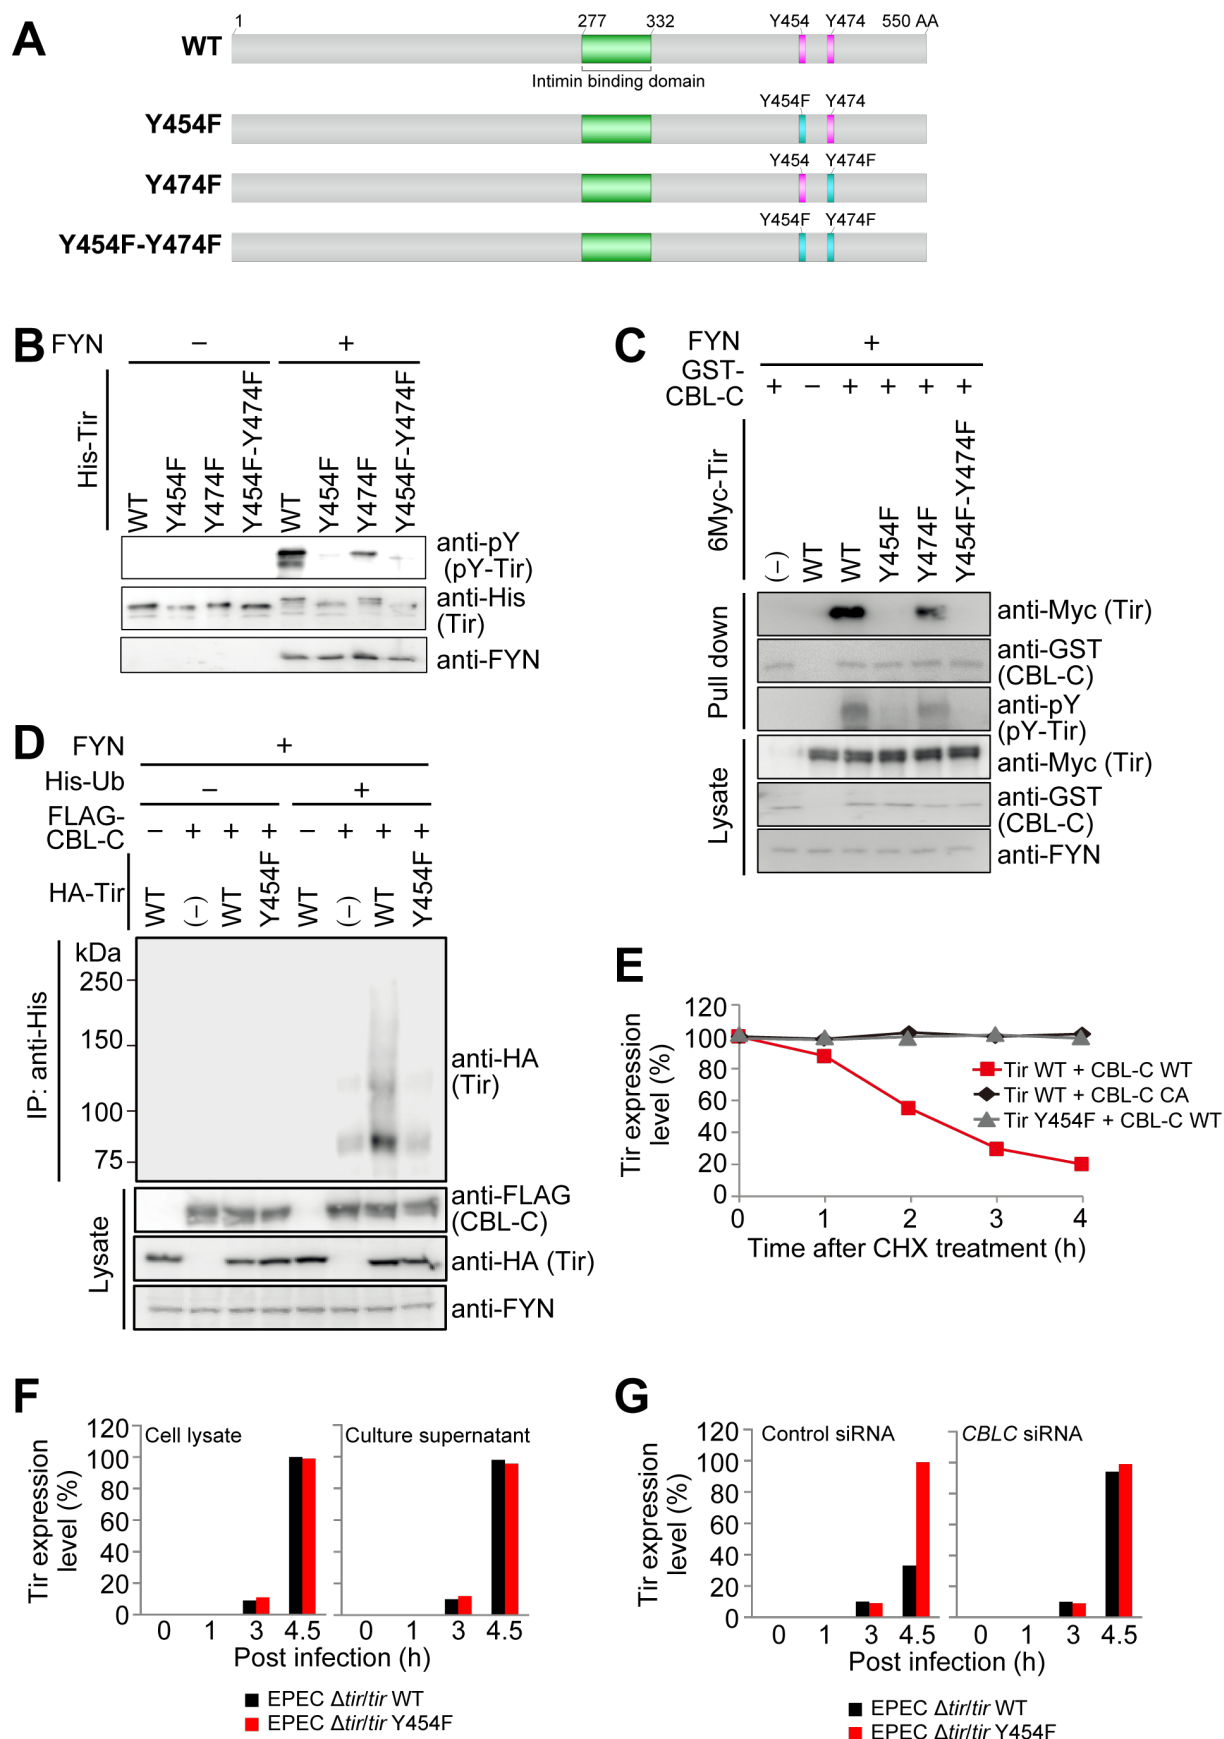 A
1 277 332 Y454 Y474 550 AA
WT
Intimin binding domain
Y454F Y474
Y454F
Y454 Y474F
Y474F
Y454F Y474F
Y454F-Y474F
B
FYN − +
His-Tir
WT Y454F Y474F Y454F-Y474F WT Y454F Y474F Y454F-Y474F
anti-pY
(pY-Tir)
anti-His
(Tir)
anti-FYN
C
FYN +
GST-
CBL-C + − + + + +
6Myc-Tir
(−) WT WT Y454F Y474F Y454F-Y474F
Pull down
anti-Myc (Tir)
anti-GST
(CBL-C)
anti-pY
(pY-Tir)
Lysate
anti-Myc (Tir)
anti-GST
(CBL-C)
anti-FYN
D
FYN +
His-Ub − +
FLAG-
CBL-C − + + + − + + +
HA-Tir WT (−) WT Y454F WT (−) WT Y454F
IP: anti-His
kDa
250
150
100
75
anti-HA
(Tir)
Lysate
anti-FLAG
(CBL-C)
anti-HA (Tir)
anti-FYN
E
Tir expression
level (%)
120
100
80
60
40
20
0
0 1 2 3 4
Time after CHX treatment (h)
Tir WT + CBL-C WT
Tir WT + CBL-C CA
Tir Y454F + CBL-C WT
F
Tir expression
level (%)
120
100
80
60
40
20
0
Cell lysate Culture supernatant
0 1 3 4.5 0 1 3 4.5
Post infection (h)
EPEC Δtir/tir WT
EPEC Δtir/tir Y454F
G
Tir expression
level (%)
120
100
80
60
40
20
0
Control siRNA CBLC siRNA
0 1 3 4.5 0 1 3 4.5
Post infection (h)
EPEC Δtir/tir WT
EPEC Δtir/tir Y454F